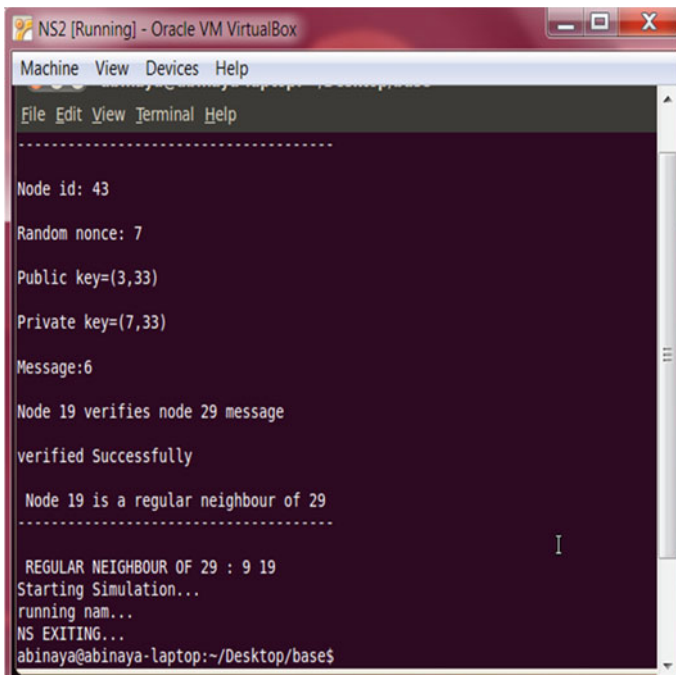 NS2 [Running] - Oracle VM VirtualBox
Machine View Devices Help
File Edit View Terminal Help
--------------------------------------
Node id: 43
Random nonce: 7
Public key=(3,33)
Private key=(7,33)
Message:6
Node 19 verifies node 29 message
verified Successfully
Node 19 is a regular neighbour of 29
--------------------------------------
REGULAR NEIGHBOUR OF 29 : 9 19
Starting Simulation...
running nam...
NS EXITING...
abinaya@abinaya-laptop:~/Desktop/base$